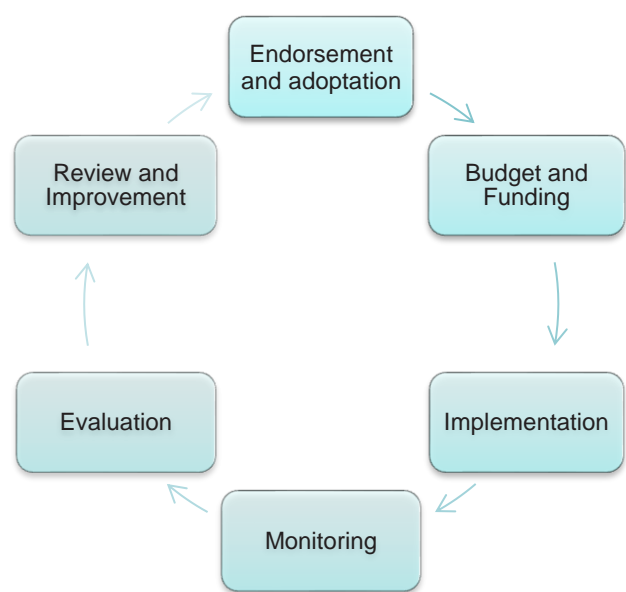 Endorsement
and adoptation
Budget and
Funding
Implementation
Monitoring
Evaluation
Review and
Improvement